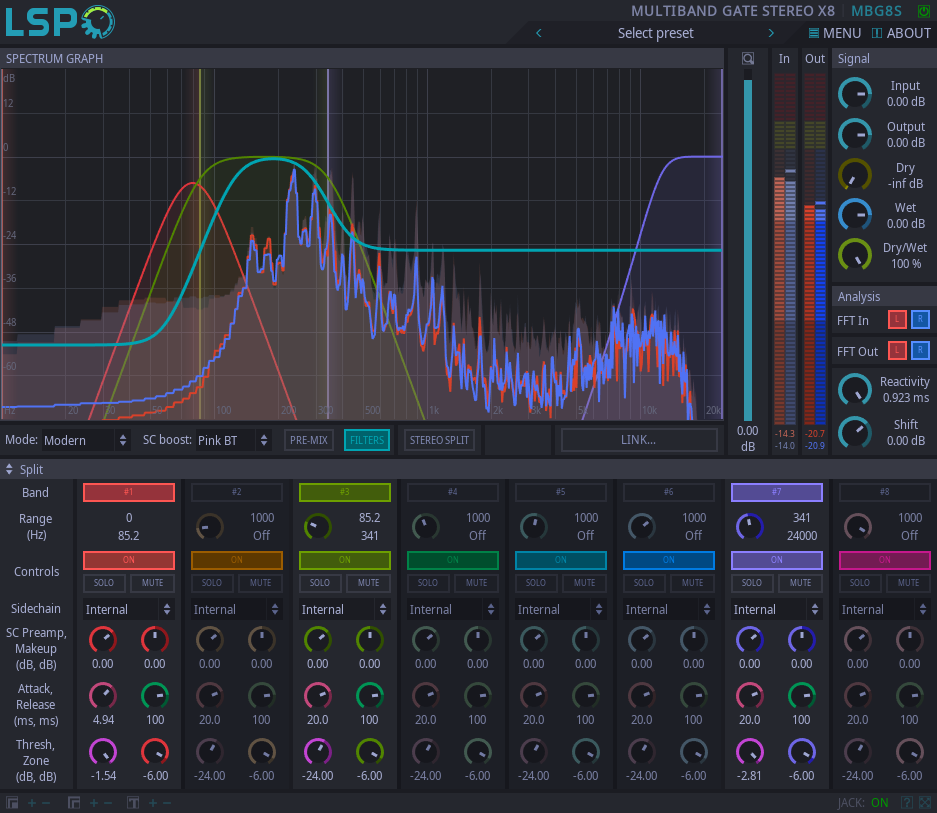 LSP
MULTIBAND GATE STEREO X8 MBG8S
Select preset
MENU ABOUT
SPECTRUM GRAPH
In Out
Signal
dB
12
0
-12
-24
-36
-48
-60
Hz 20 30 100 200 300 500 1k 2k 3k 5k 10k 20k
0.00
dB
-14.3 -20.7
-14.0 -20.9
Input
0.00 dB
Output
0.00 dB
Dry
-inf dB
Wet
0.00 dB
Dry/Wet
100 %
Analysis
FFT In L R
FFT Out L R
Reactivity
0.923 ms
Shift
0.00 dB
Mode: Modern SC boost: Pink BT PRE-MIX FILTERS STEREO SPLIT LINK...
Split
Band #1 #2 #3 #4 #5 #6 #7 #8
Range 0 1000 85.2 1000 1000 1000 341 1000
(Hz) 85.2 Off 341 Off Off Off 24000 Off
Controls
ON ON ON ON ON ON ON ON
SOLO MUTE SOLO MUTE SOLO MUTE SOLO MUTE SOLO MUTE SOLO MUTE SOLO MUTE SOLO MUTE
Sidechain Internal Internal Internal Internal Internal Internal Internal Internal
SC Preamp,
Makeup
(dB, dB) 0.00 0.00 0.00 0.00 0.00 0.00 0.00 0.00 0.00 0.00 0.00 0.00 0.00 0.00 0.00 0.00
Attack,
Release
(ms, ms) 4.94 100 20.0 100 20.0 100 20.0 100 20.0 100 20.0 100 20.0 100 20.0 100
Thresh,
Zone
(dB, dB) -1.54 -6.00 -24.00 -6.00 -24.00 -6.00 -24.00 -6.00 -24.00 -6.00 -24.00 -6.00 -2.81 -6.00 -24.00 -6.00
JACK: ON